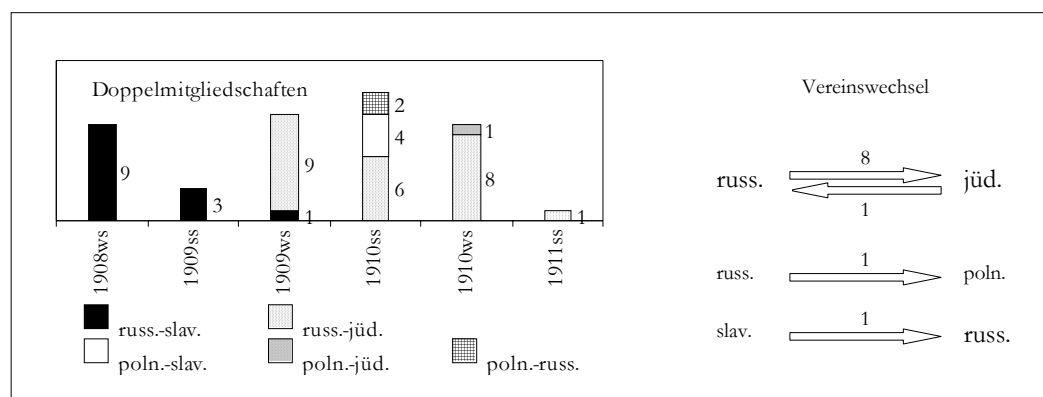 Doppelmitgliedschaften
9
3
9
1
2
4
6
1
8
1
1908ws
1909ss
1909ws
1910ss
1910ws
1911ss
russ.-slav.
russ.-jüd.
poln.-slav.
poln.-jüd.
poln.-russ.
Vereinswechsel
russ. 8 jüd.
1
russ. 1 poln.
slav. 1 russ.